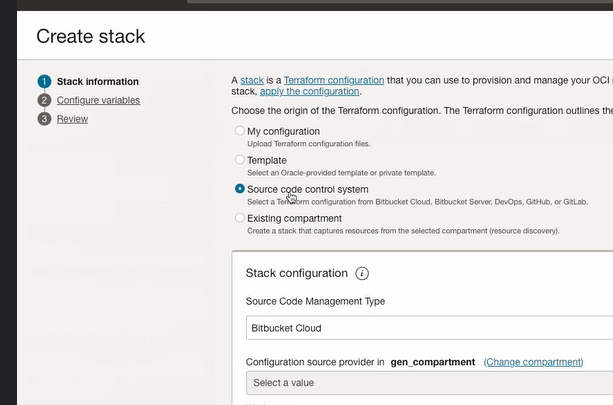 Create stack
1 Stack information
2 Configure variables
3 Review
A stack is a Terraform configuration that you can use to provision and manage your OCI
stack, apply the configuration.
Choose the origin of the Terraform configuration. The Terraform configuration outlines the
My configuration
Upload Terraform configuration files.
Template
Select an Oracle-provided template or private template.
Source code control system
Select a Terraform configuration from Bitbucket Cloud, Bitbucket Server, DevOps, GitHub, or GitLab.
Existing compartment
Create a stack that captures resources from the selected compartment (resource discovery).
Stack configuration i
Source Code Management Type
Bitbucket Cloud
Configuration source provider in gen_compartment (Change compartment)
Select a value